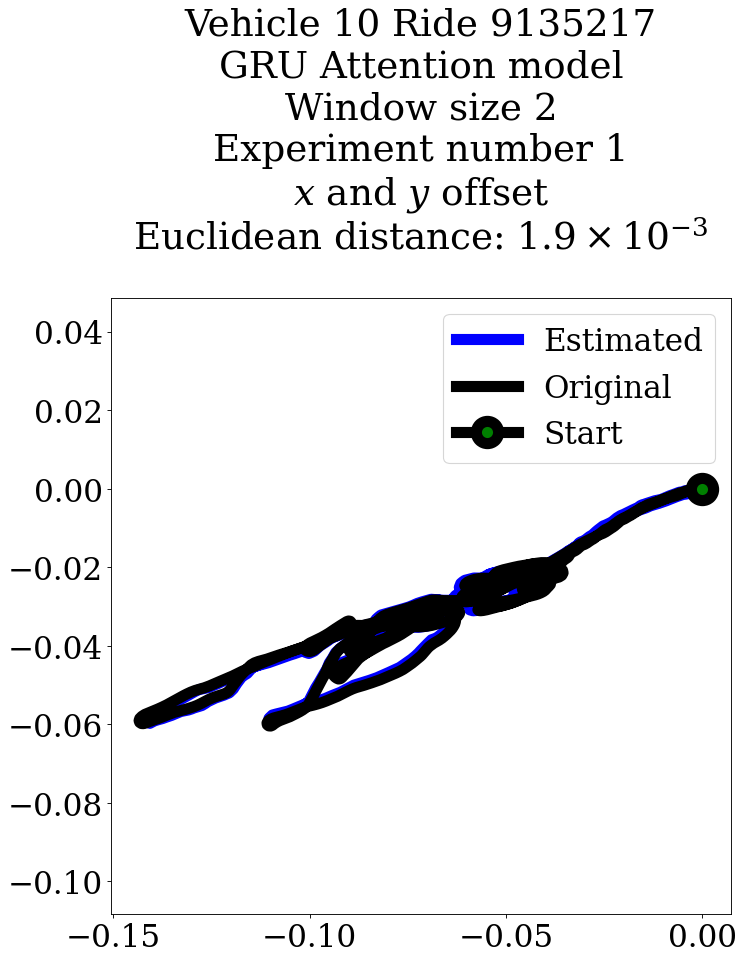 Vehicle 10 Ride 9135217
GRU Attention model
Window size 2
Experiment number 1
x and y offset
Euclidean distance: 1.9 × 10⁻³
Estimated
Original
Start
0.04
0.02
0.00
−0.02
−0.04
−0.06
−0.08
−0.10
−0.15 −0.10 −0.05 0.00